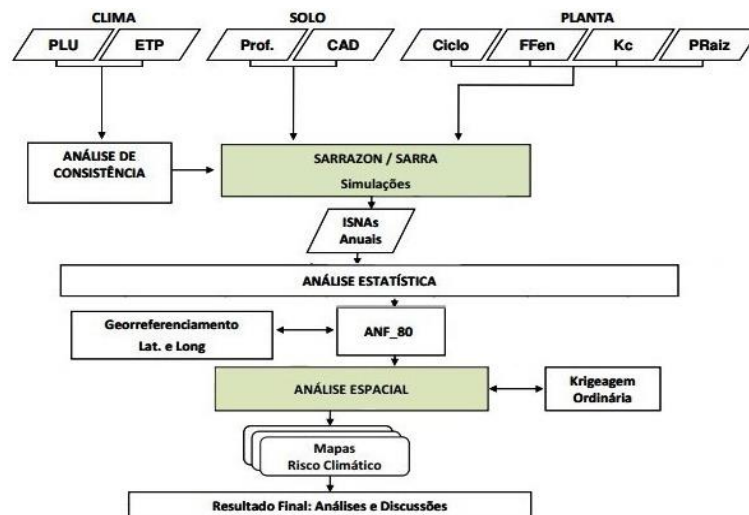 CLIMA SOLO PLANTA
PLU ETP Prof. CAD Ciclo FFen Kc PRaiz
ANÁLISE DE
CONSISTÊNCIA
SARRAZON / SARRA
Simulações
ISNAs
Anuais
ANÁLISE ESTATÍSTICA
Georreferenciamento
Lat. e Long
ANF_80
ANÁLISE ESPACIAL
Krigeagem
Ordinária
Mapas
Risco Climático
Resultado Final: Análises e Discussões